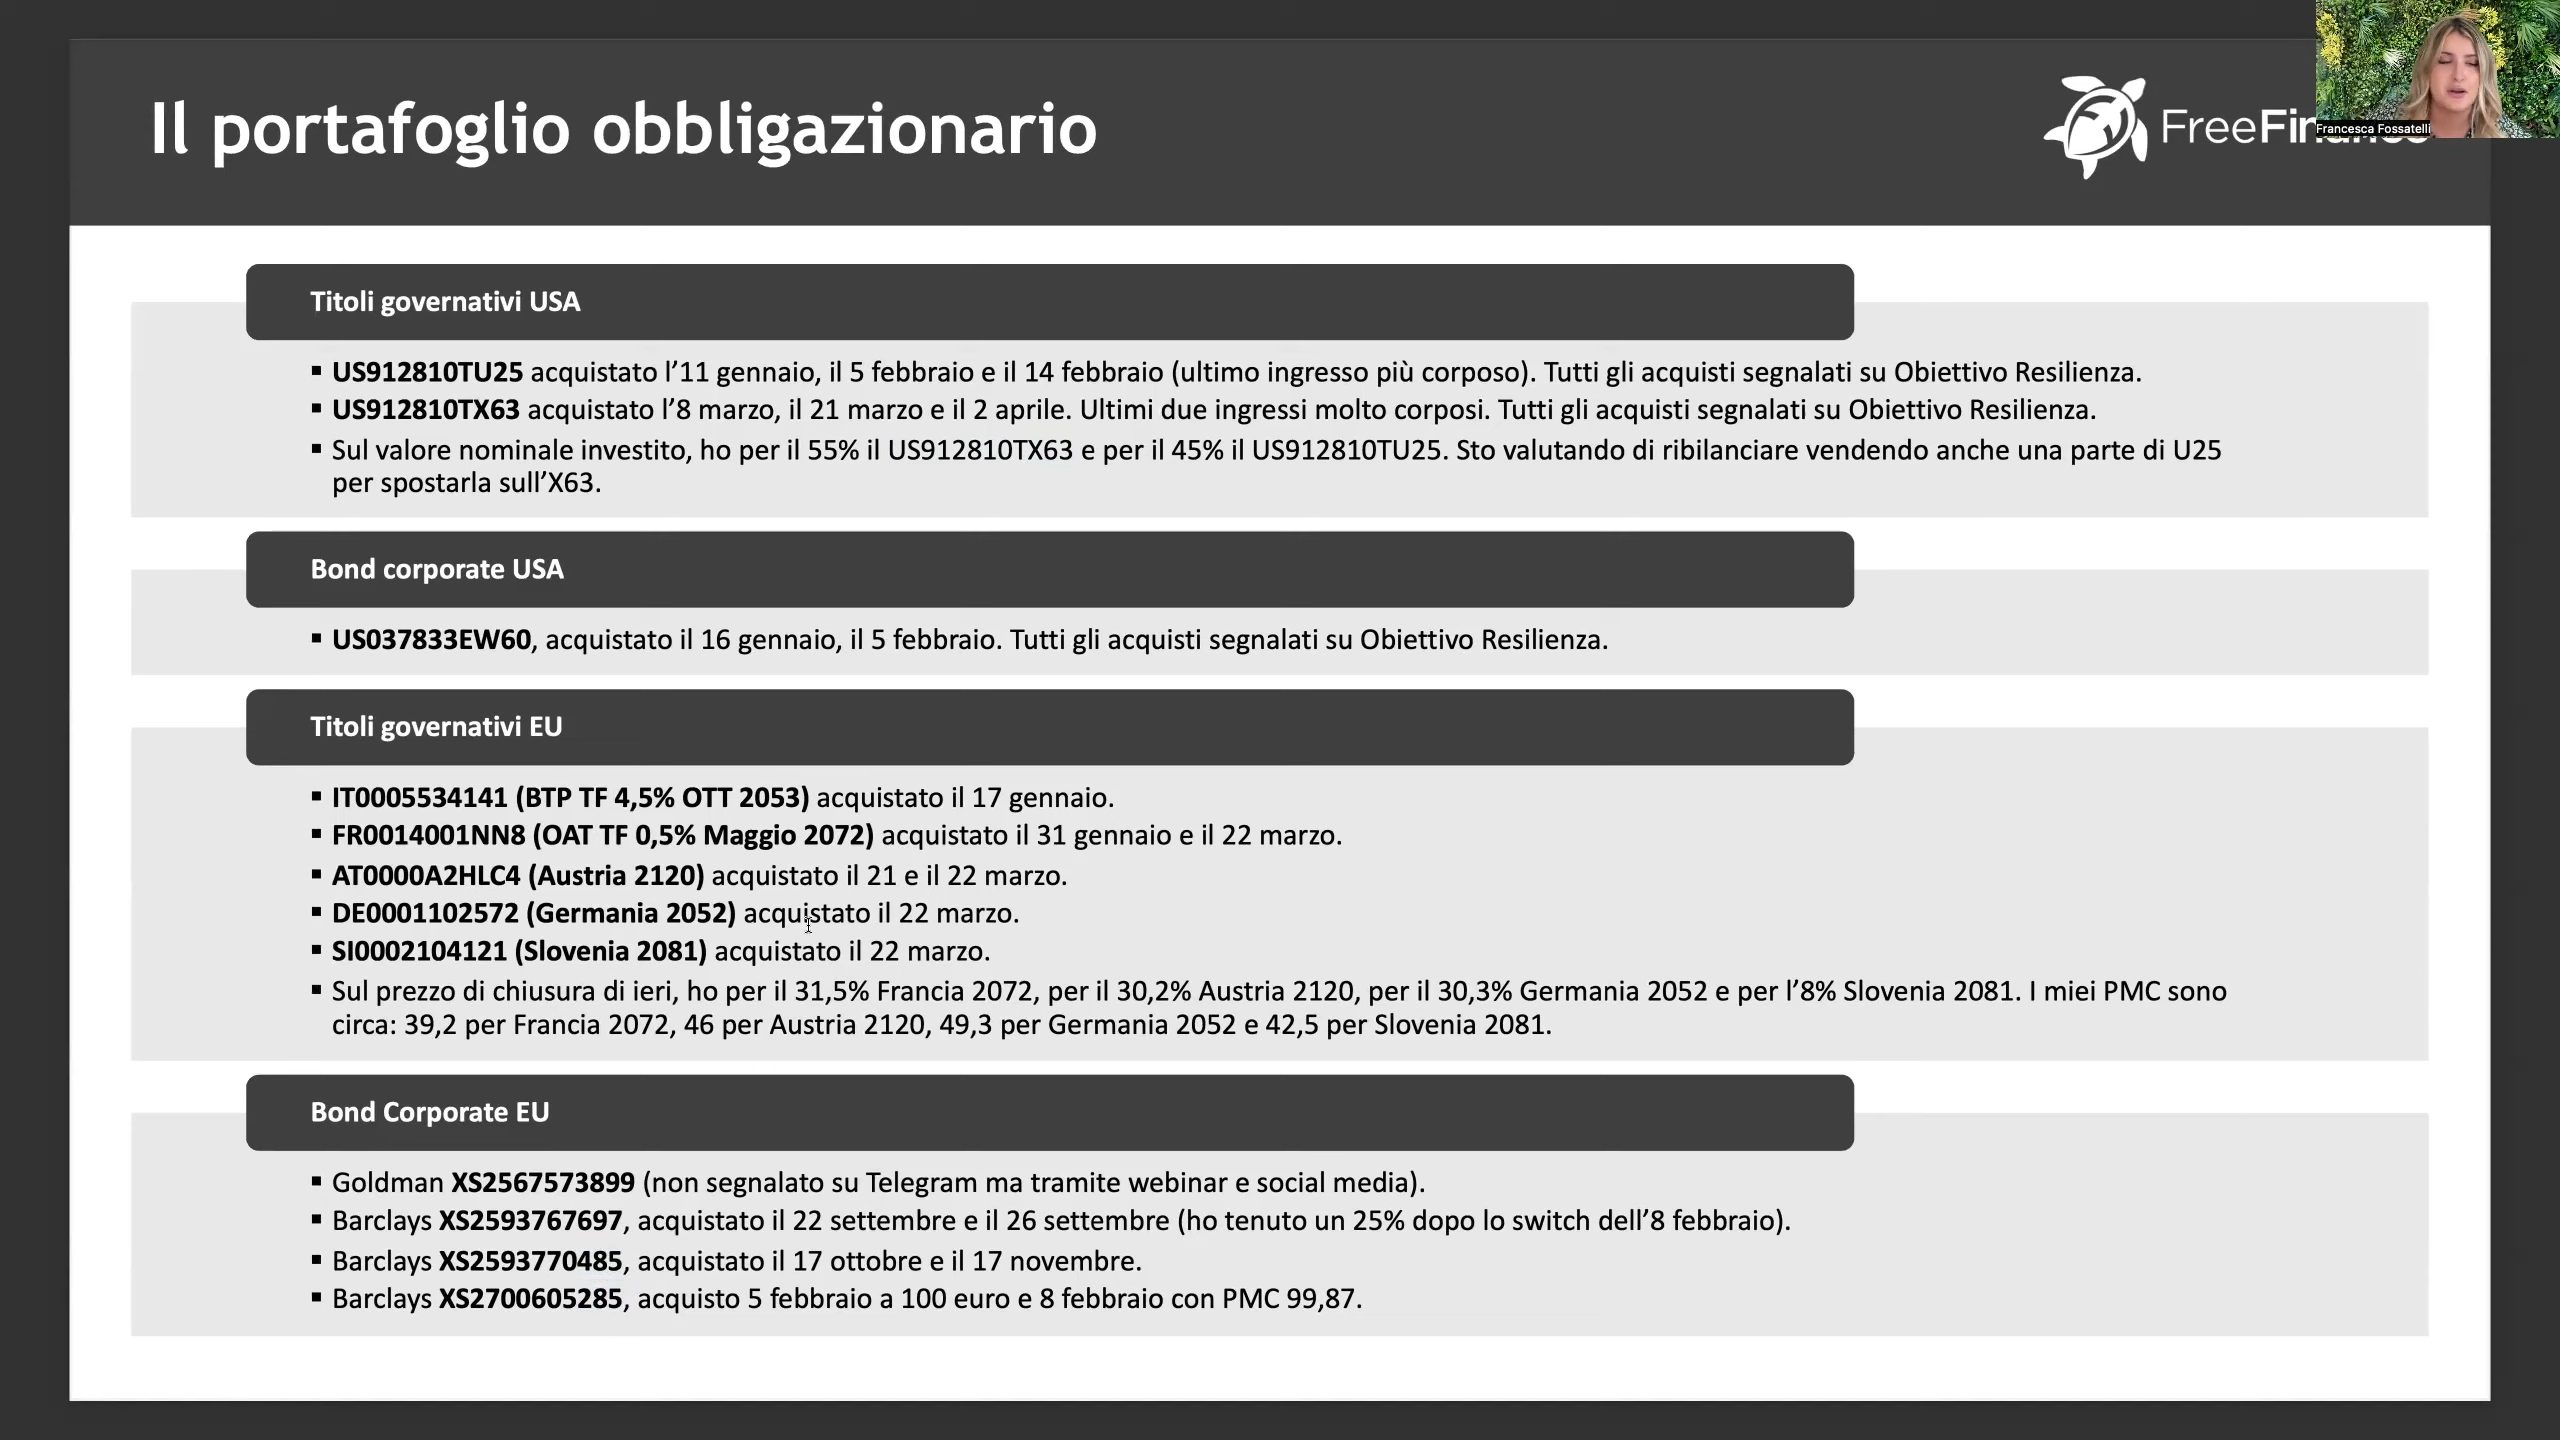 Il portafoglio obbligazionario
FreeFin
Francesca Fossatelli
Titoli governativi USA
▪ US912810TU25 acquistato l’11 gennaio, il 5 febbraio e il 14 febbraio (ultimo ingresso più corposo). Tutti gli acquisti segnalati su Obiettivo Resilienza.
▪ US912810TX63 acquistato l’8 marzo, il 21 marzo e il 2 aprile. Ultimi due ingressi molto corposi. Tutti gli acquisti segnalati su Obiettivo Resilienza.
▪ Sul valore nominale investito, ho per il 55% il US912810TX63 e per il 45% il US912810TU25. Sto valutando di ribilanciare vendendo anche una parte di U25
per spostarla sull’X63.
Bond corporate USA
▪ US037833EW60, acquistato il 16 gennaio, il 5 febbraio. Tutti gli acquisti segnalati su Obiettivo Resilienza.
Titoli governativi EU
▪ IT0005534141 (BTP TF 4,5% OTT 2053) acquistato il 17 gennaio.
▪ FR0014001NN8 (OAT TF 0,5% Maggio 2072) acquistato il 31 gennaio e il 22 marzo.
▪ AT0000A2HLC4 (Austria 2120) acquistato il 21 e il 22 marzo.
▪ DE0001102572 (Germania 2052) acquistato il 22 marzo.
▪ SI0002104121 (Slovenia 2081) acquistato il 22 marzo.
▪ Sul prezzo di chiusura di ieri, ho per il 31,5% Francia 2072, per il 30,2% Austria 2120, per il 30,3% Germania 2052 e per l’8% Slovenia 2081. I miei PMC sono
circa: 39,2 per Francia 2072, 46 per Austria 2120, 49,3 per Germania 2052 e 42,5 per Slovenia 2081.
Bond Corporate EU
▪ Goldman XS2567573899 (non segnalato su Telegram ma tramite webinar e social media).
▪ Barclays XS2593767697, acquistato il 22 settembre e il 26 settembre (ho tenuto un 25% dopo lo switch dell’8 febbraio).
▪ Barclays XS2593770485, acquistato il 17 ottobre e il 17 novembre.
▪ Barclays XS2700605285, acquisto 5 febbraio a 100 euro e 8 febbraio con PMC 99,87.